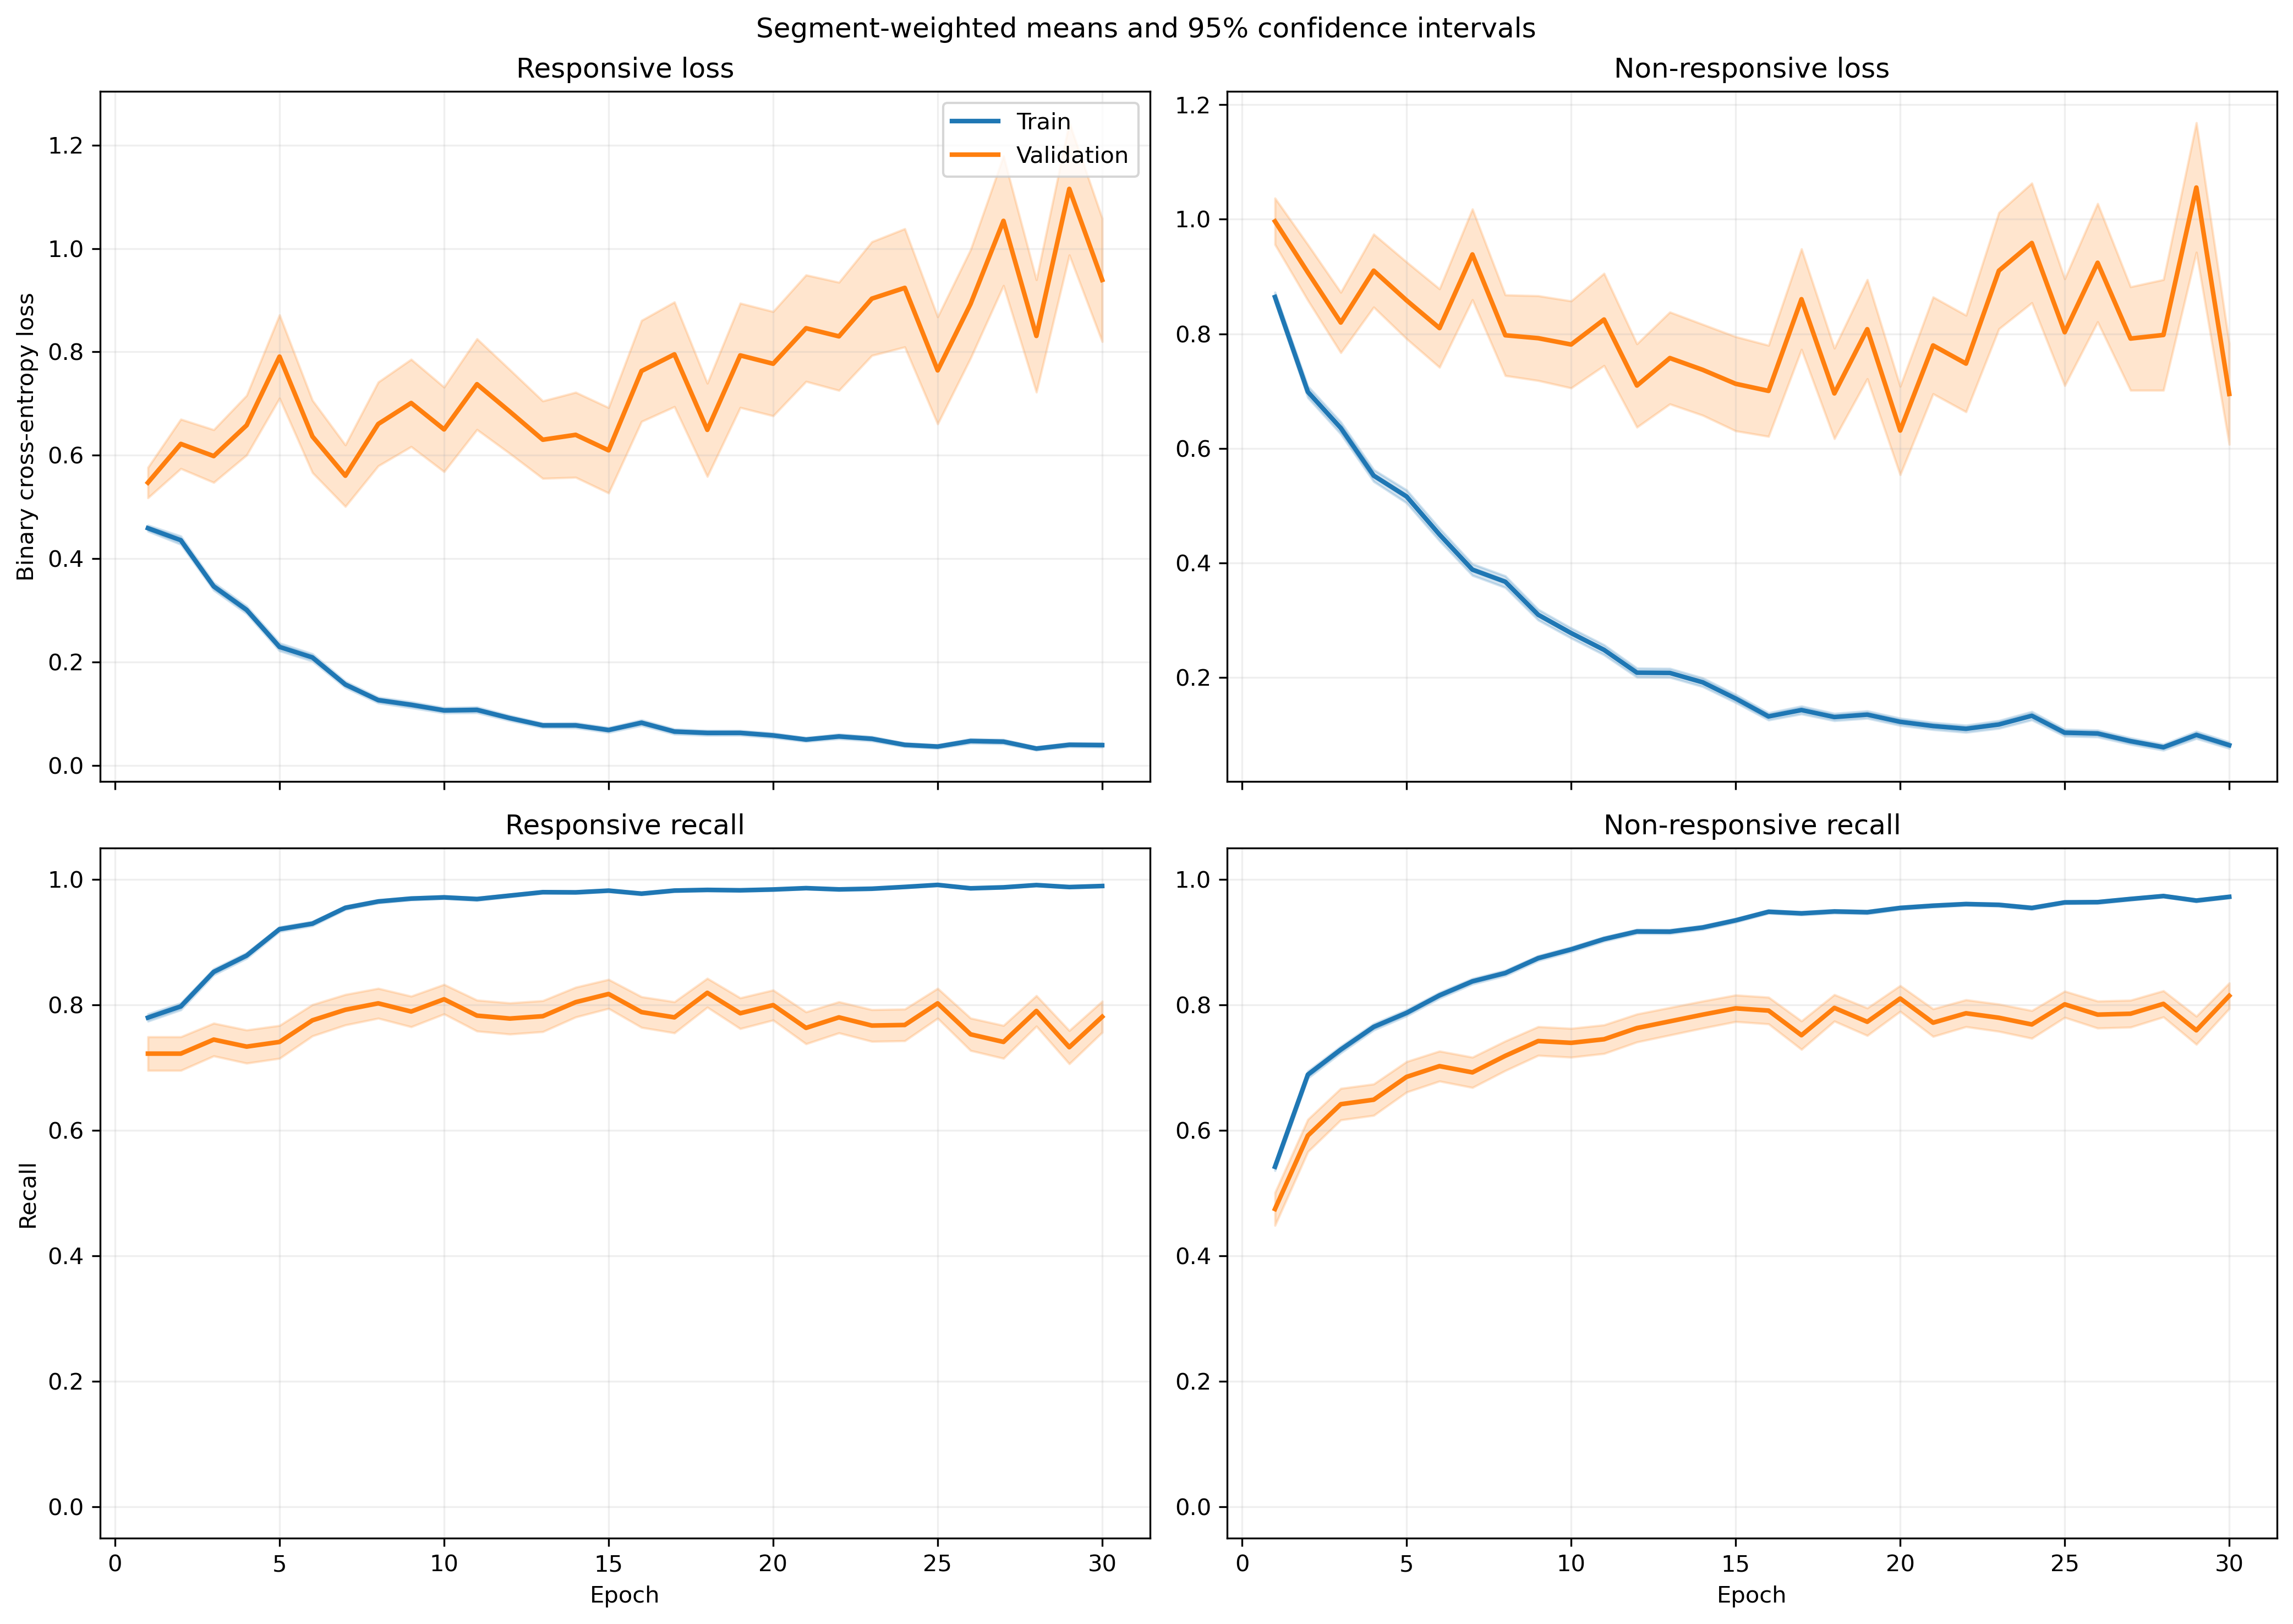 Segment-weighted means and 95% confidence intervals
Responsive loss
Non-responsive loss
Train
Validation
Binary cross-entropy loss
1.2
1.0
0.8
0.6
0.4
0.2
0.0
1.2
1.0
0.8
0.6
0.4
0.2
Responsive recall
Non-responsive recall
Recall
1.0
0.8
0.6
0.4
0.2
0.0
0 5 10 15 20 25 30
Epoch
1.0
0.8
0.6
0.4
0.2
0.0
0 5 10 15 20 25 30
Epoch